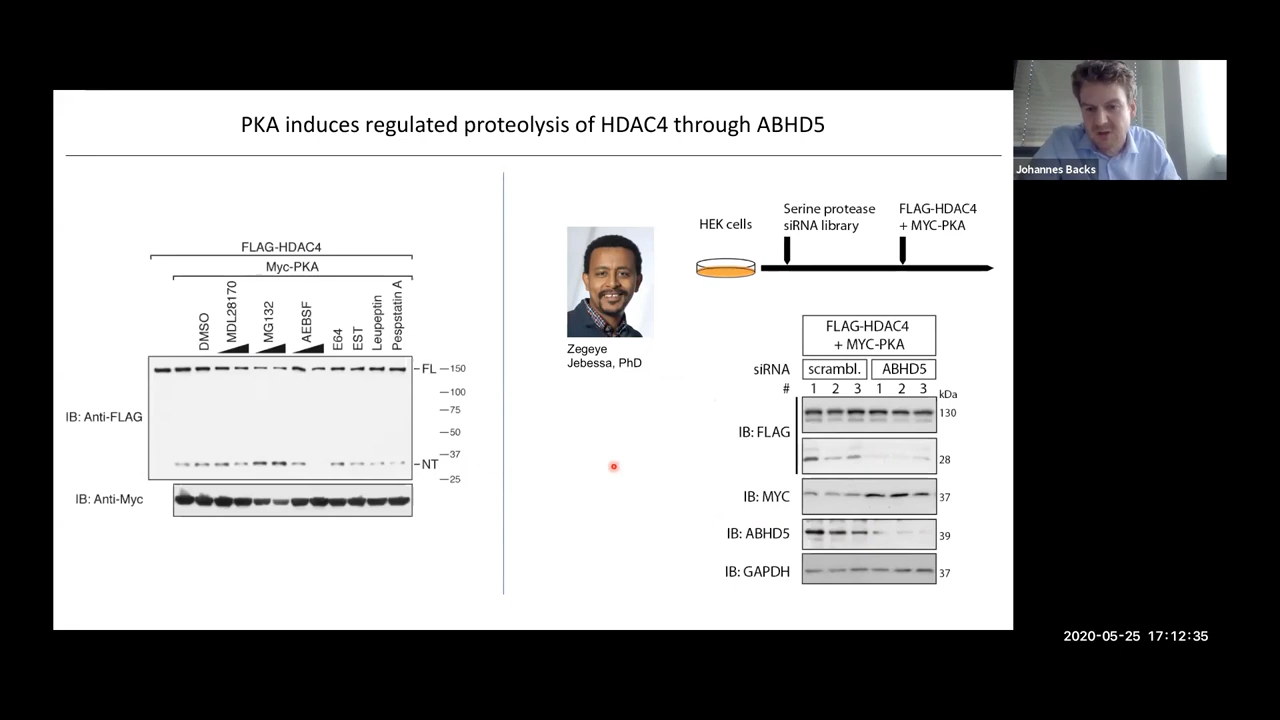 PKA induces regulated proteolysis of HDAC4 through ABHD5
Johannes Backs
FLAG-HDAC4
Myc-PKA
DMSO
MDL28170
MG132
AEBSF
E64
EST
Leupeptin
Pespstatin A
FL
150
100
75
50
37
NT
25
IB: Anti-FLAG
IB: Anti-Myc
Zegeye
Jebessa, PhD
HEK cells
Serine protease
siRNA library
FLAG-HDAC4
+ MYC-PKA
FLAG-HDAC4
+ MYC-PKA
siRNA
scrambl.
ABHD5
# 1 2 3 1 2 3
kDa
IB: FLAG
130
28
IB: MYC
37
IB: ABHD5
39
IB: GAPDH
37
2020-05-25 17:12:35